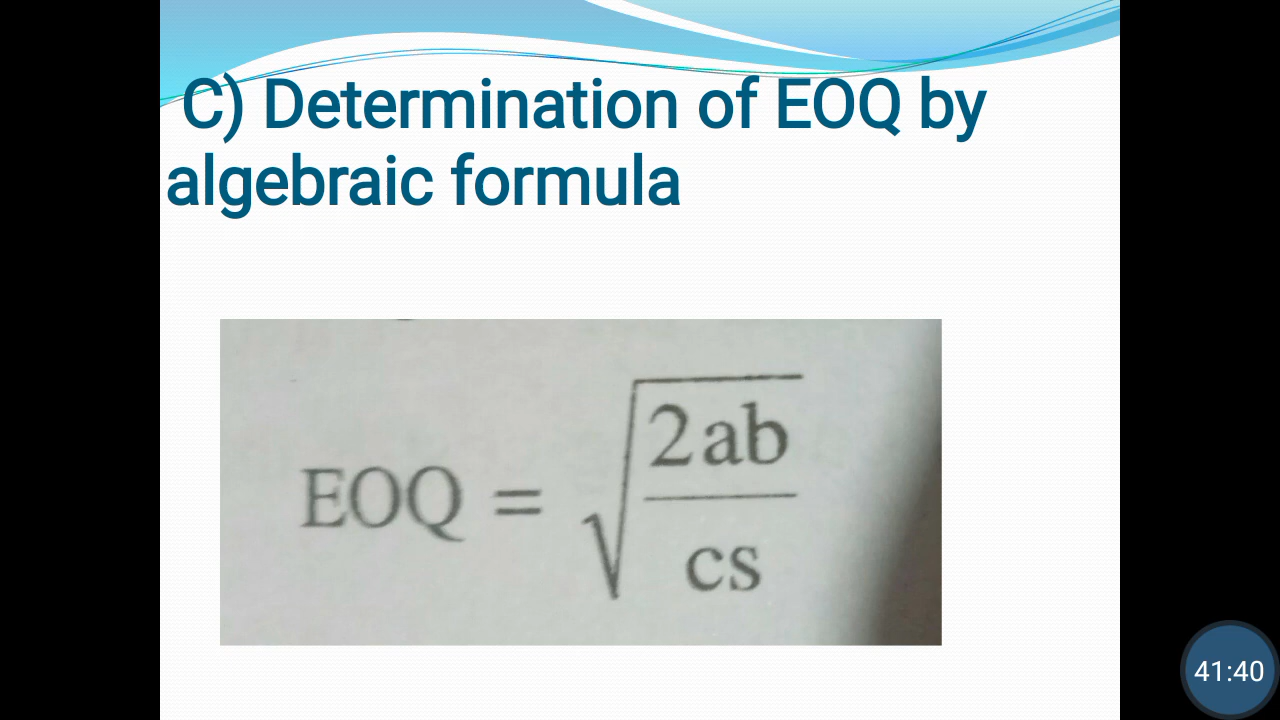 C) Determination of EOQ by
algebraic formula
EOQ = √(2ab/cs)
41:40